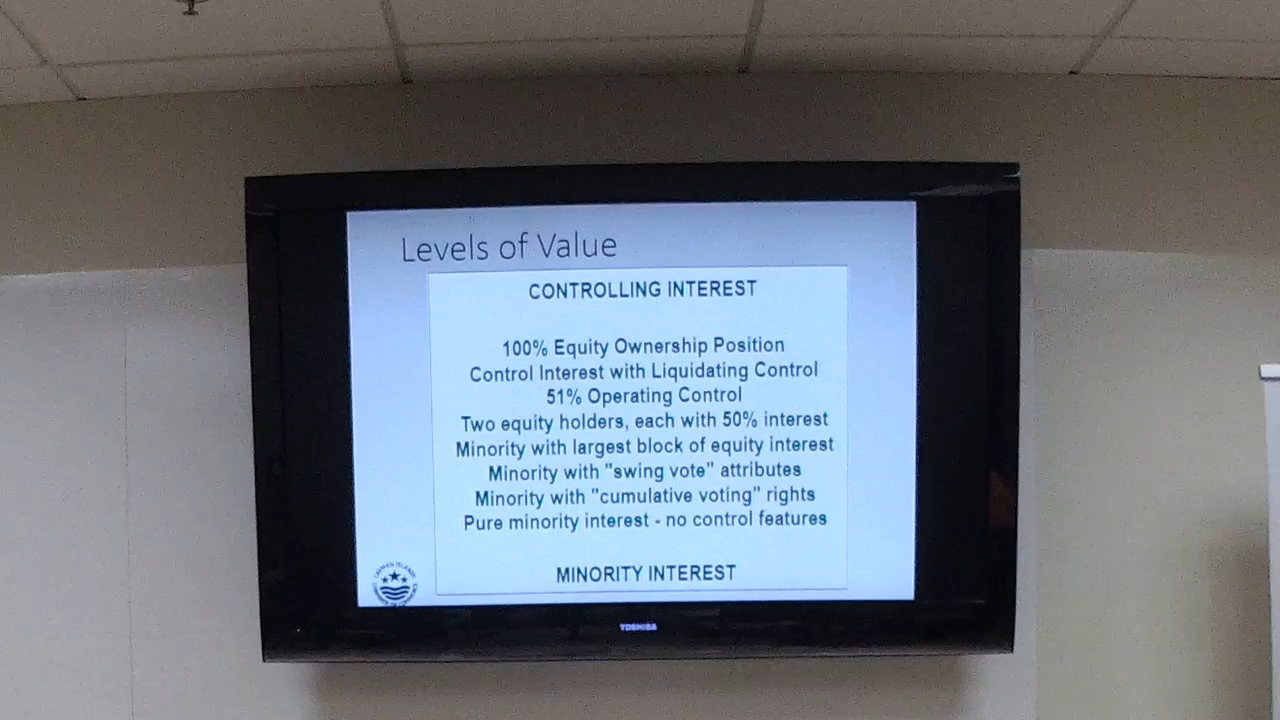 Levels of Value
CONTROLLING INTEREST
100% Equity Ownership Position
Control Interest with Liquidating Control
51% Operating Control
Two equity holders, each with 50% interest
Minority with largest block of equity interest
Minority with "swing vote" attributes
Minority with "cumulative voting" rights
Pure minority interest - no control features
MINORITY INTEREST
CAYMAN ISLANDS
TOSHIBA